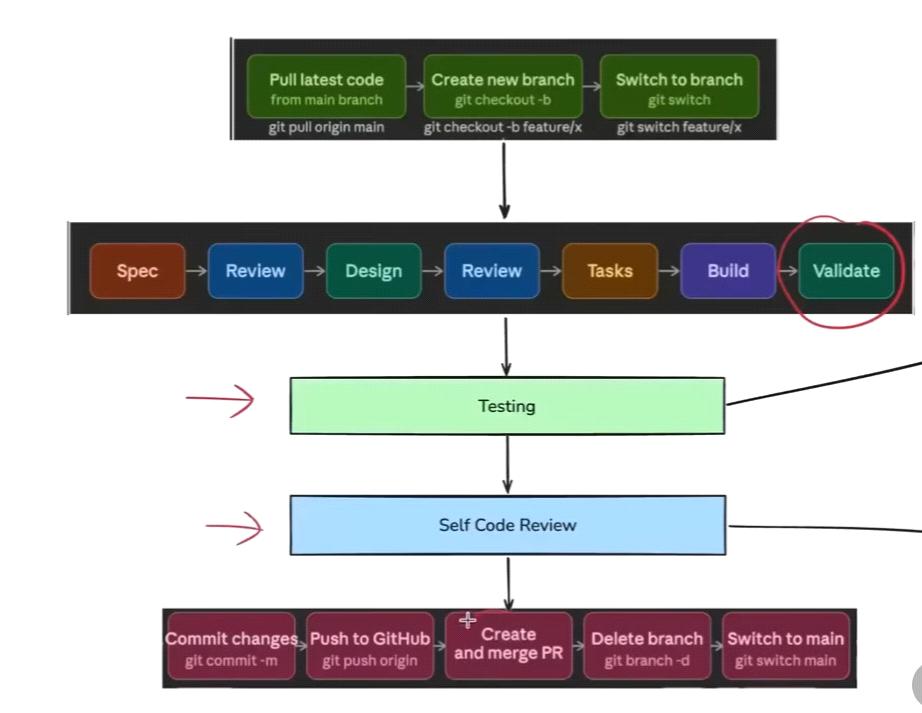 Pull latest code
from main branch
git pull origin main
Create new branch
git checkout -b
git checkout -b feature/x
Switch to branch
git switch
git switch feature/x
Spec
Review
Design
Review
Tasks
Build
Validate
Testing
Self Code Review
Commit changes
git commit -m
Push to GitHub
git push origin
Create
and merge PR
Delete branch
git branch -d
Switch to main
git switch main